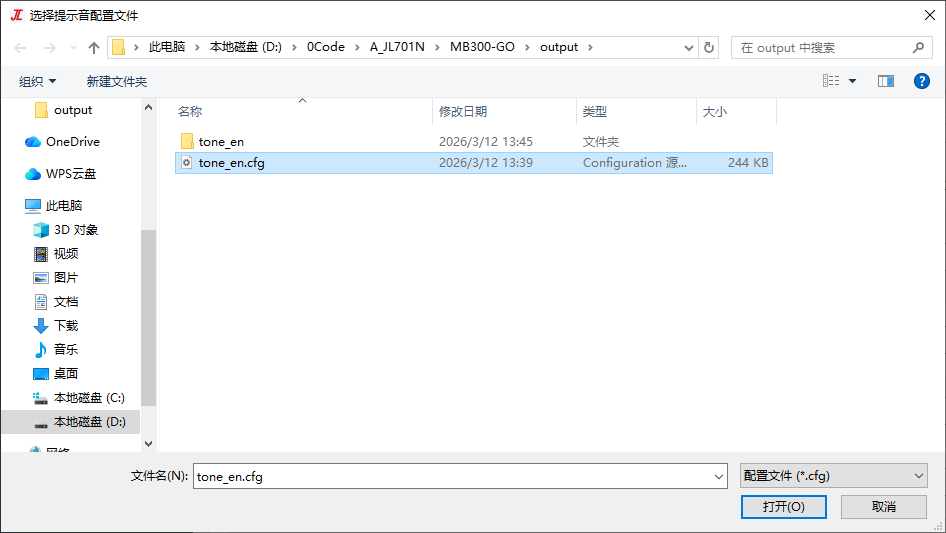 JL 选择提示音配置文件
此电脑 > 本地磁盘 (D:) > 0Code > A_JL701N > MB300-GO > output >
在 output 中搜索
组织 新建文件夹
名称 修改日期 类型 大小
output
OneDrive
WPS云盘
此电脑
3D 对象
视频
图片
文档
下载
音乐
桌面
本地磁盘 (C:)
本地磁盘 (D:)
网络
tone_en 2026/3/12 13:45 文件夹
tone_en.cfg 2026/3/12 13:39 Configuration 源... 244 KB
文件名(N): tone_en.cfg 配置文件 (*.cfg)
打开(O) 取消